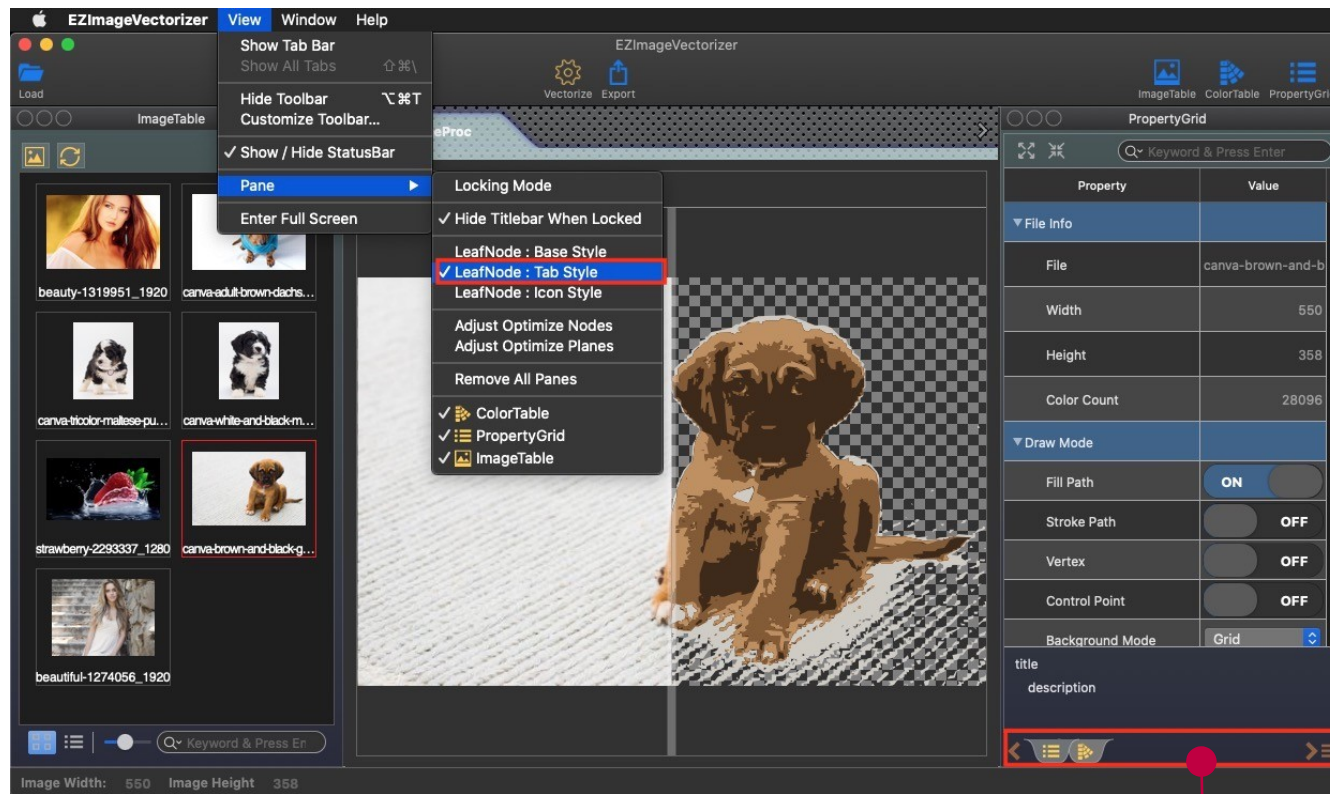 EZImageVectorizer View Window Help
EZImageVectorizer
Load
Vectorize Export
ImageTable ColorTable PropertyGri
Show Tab Bar
Show All Tabs ⇧⌘\
Hide Toolbar ⌥⌘T
Customize Toolbar...
✓ Show / Hide StatusBar
Pane ▶
Enter Full Screen
Locking Mode
✓ Hide Titlebar When Locked
LeafNode : Base Style
✓ LeafNode : Tab Style
LeafNode : Icon Style
Adjust Optimize Nodes
Adjust Optimize Planes
Remove All Panes
✓ ColorTable
✓ PropertyGrid
✓ ImageTable
ImageTable
eProc
beauty-1319951_1920 canva-adult-brown-dachs...
canva-tricolor-maltese-pu... canva-white-and-black-m...
strawberry-2293337_1280 canva-brown-and-black-g...
beautiful-1274056_1920
Keyword & Press En
PropertyGrid
Keyword & Press Enter
Property Value
File Info
File canva-brown-and-b
Width 550
Height 358
Color Count 28096
Draw Mode
Fill Path ON
Stroke Path OFF
Vertex OFF
Control Point OFF
Background Mode Grid
title
description
Image Width: 550 Image Height 358